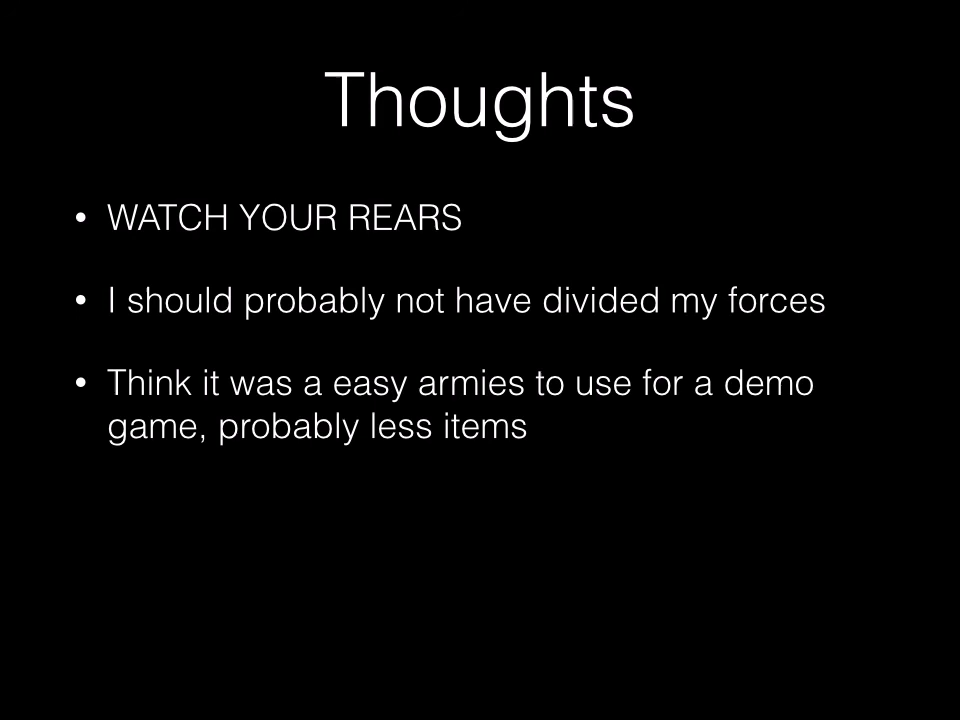 Thoughts
• WATCH YOUR REARS
• I should probably not have divided my forces
• Think it was a easy armies to use for a demo
game, probably less items